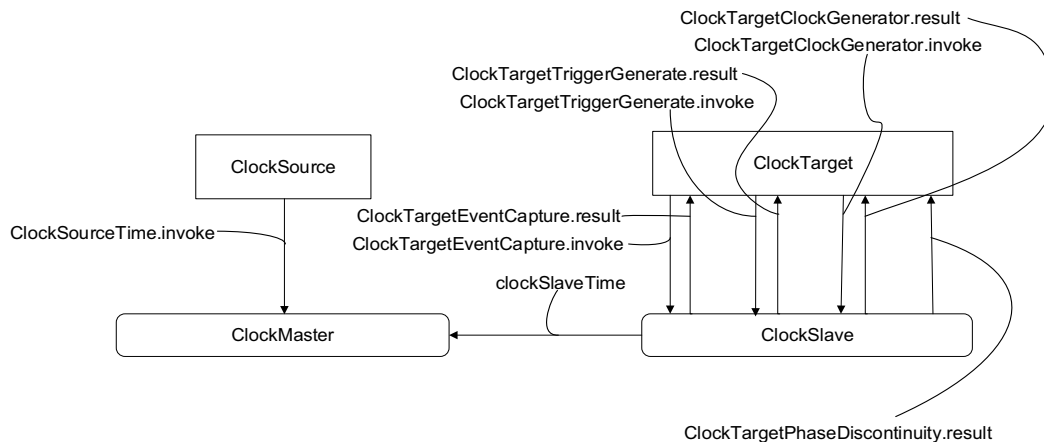 ClockTargetClockGenerator.result
ClockTargetClockGenerator.invoke
ClockTargetTriggerGenerate.result
ClockTargetTriggerGenerate.invoke
ClockSource
ClockTarget
ClockTargetEventCapture.result
ClockSourceTime.invoke
ClockTargetEventCapture.invoke
clockSlaveTime
ClockMaster
ClockSlave
ClockTargetPhaseDiscontinuity.result